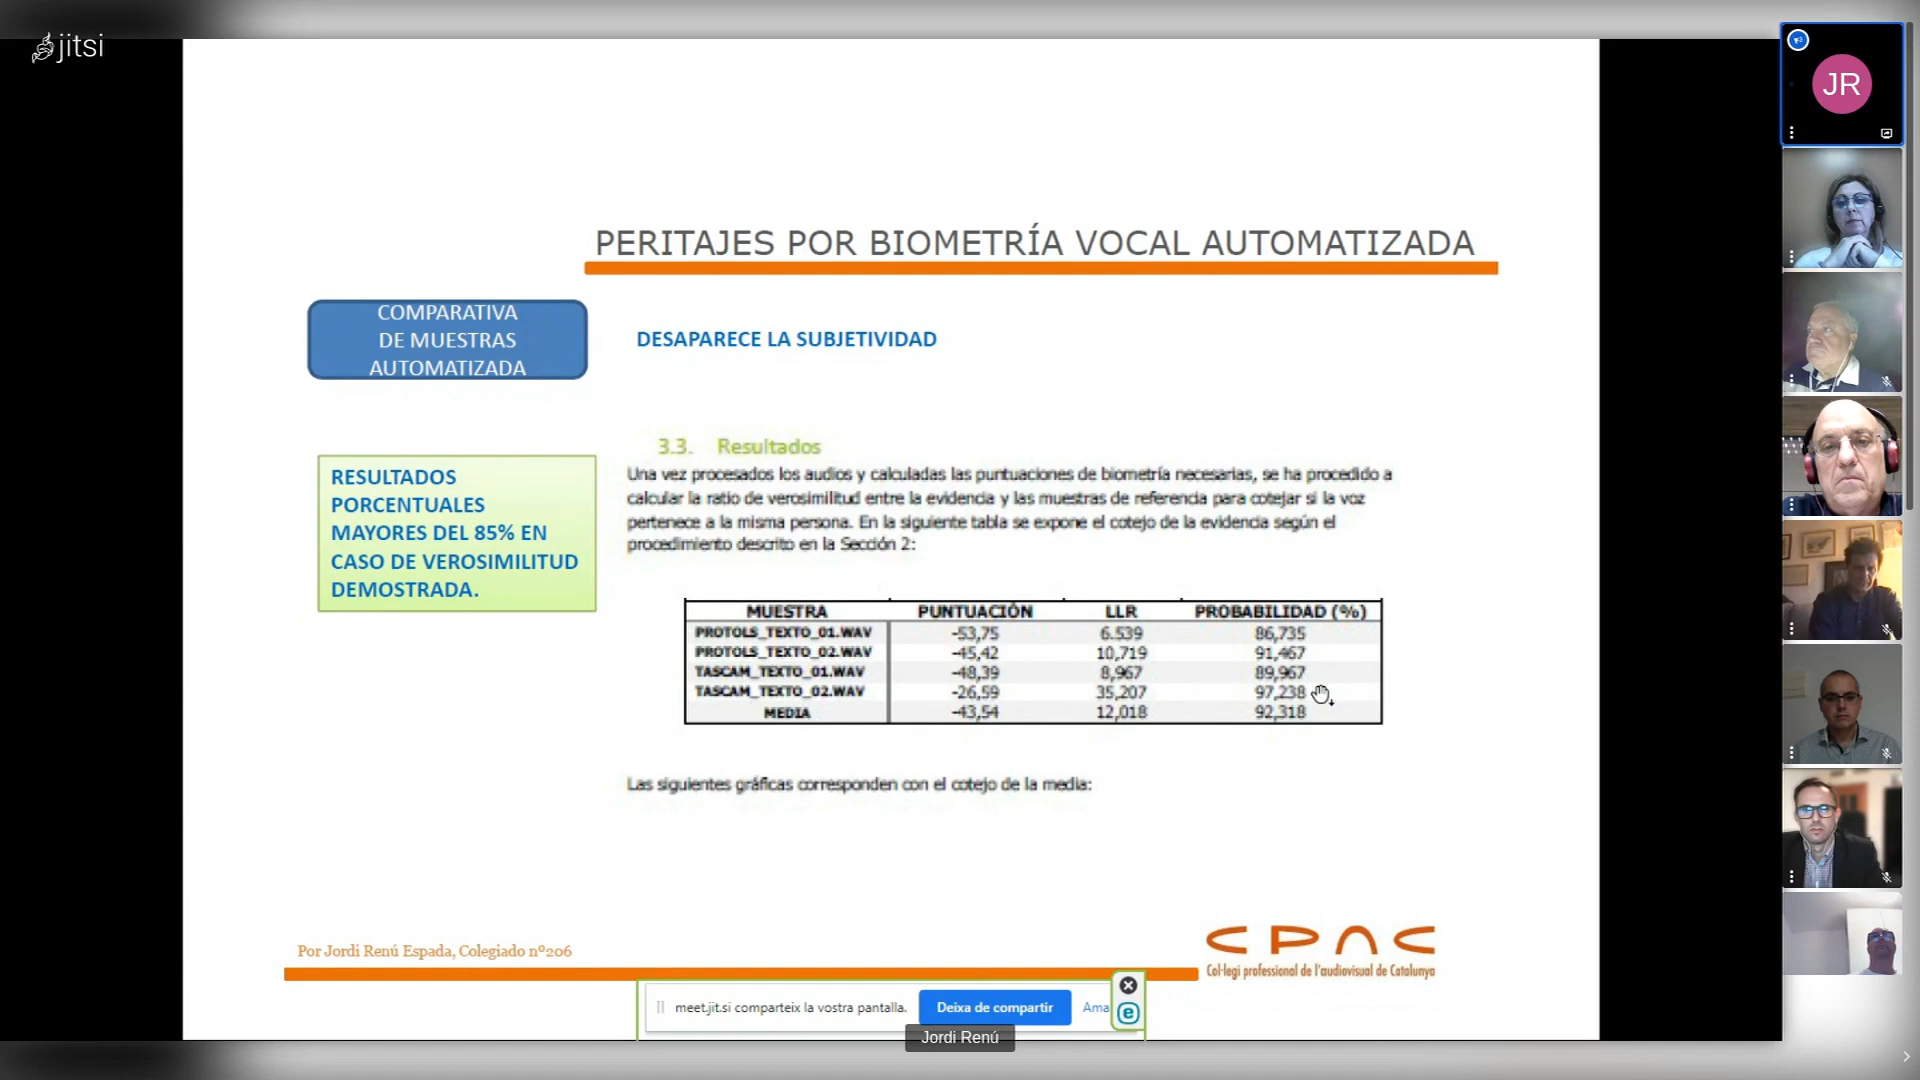 jitsi
JR
PERITAJES POR BIOMETRÍA VOCAL AUTOMATIZADA
COMPARATIVA
DE MUESTRAS
AUTOMATIZADA
DESAPARECE LA SUBJETIVIDAD
RESULTADOS
PORCENTUALES
MAYORES DEL 85% EN
CASO DE VEROSIMILITUD
DEMOSTRADA.
3.3. Resultados
Una vez procesados los audios y calculadas las puntuaciones de biometría necesarias, se ha procedido a
calcular la ratio de verosimilitud entre la evidencia y las muestras de referencia para cotejar si la voz
pertenece a la misma persona. En la siguiente tabla se expone el cotejo de la evidencia según el
procedimiento descrito en la Sección 2:
MUESTRA PUNTUACIÓN LLR PROBABILIDAD (%)
PROTOLS_TEXTO_01.WAV -53,75 6.539 86,735
PROTOLS_TEXTO_02.WAV -45,42 10,719 91,467
TASCAM_TEXTO_01.WAV -48,39 8,967 89,967
TASCAM_TEXTO_02.WAV -26,59 35,207 97,238
MEDIA -43,54 12,018 92,318
Las siguientes gráficas corresponden con el cotejo de la media:
Por Jordi Renú Espada, Colegiado nº206
CPAC
Col·legi professional de l'audiovisual de Catalunya
meet.jit.si comparteix la vostra pantalla. Deixa de compartir Ama
Jordi Renú